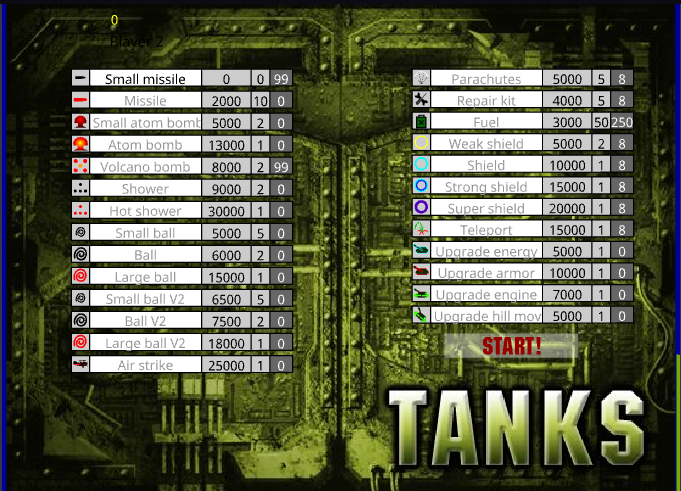 0
Player 2
Small missile 0 0 99
Missile 2000 10 0
Small atom bomb 5000 2 0
Atom bomb 13000 1 0
Volcano bomb 8000 2 99
Shower 9000 2 0
Hot shower 30000 1 0
Small ball 5000 5 0
Ball 6000 2 0
Large ball 15000 1 0
Small ball V2 6500 5 0
Ball V2 7500 2 0
Large ball V2 18000 1 0
Air strike 25000 1 0
Parachutes 5000 5 8
Repair kit 4000 5 8
Fuel 3000 50 250
Weak shield 5000 2 8
Shield 10000 1 8
Strong shield 15000 1 8
Super shield 20000 1 8
Teleport 15000 1 8
Upgrade energy 5000 1 0
Upgrade armor 10000 1 0
Upgrade engine 7000 1 0
Upgrade hill mov 5000 1 0
START!
TANKS